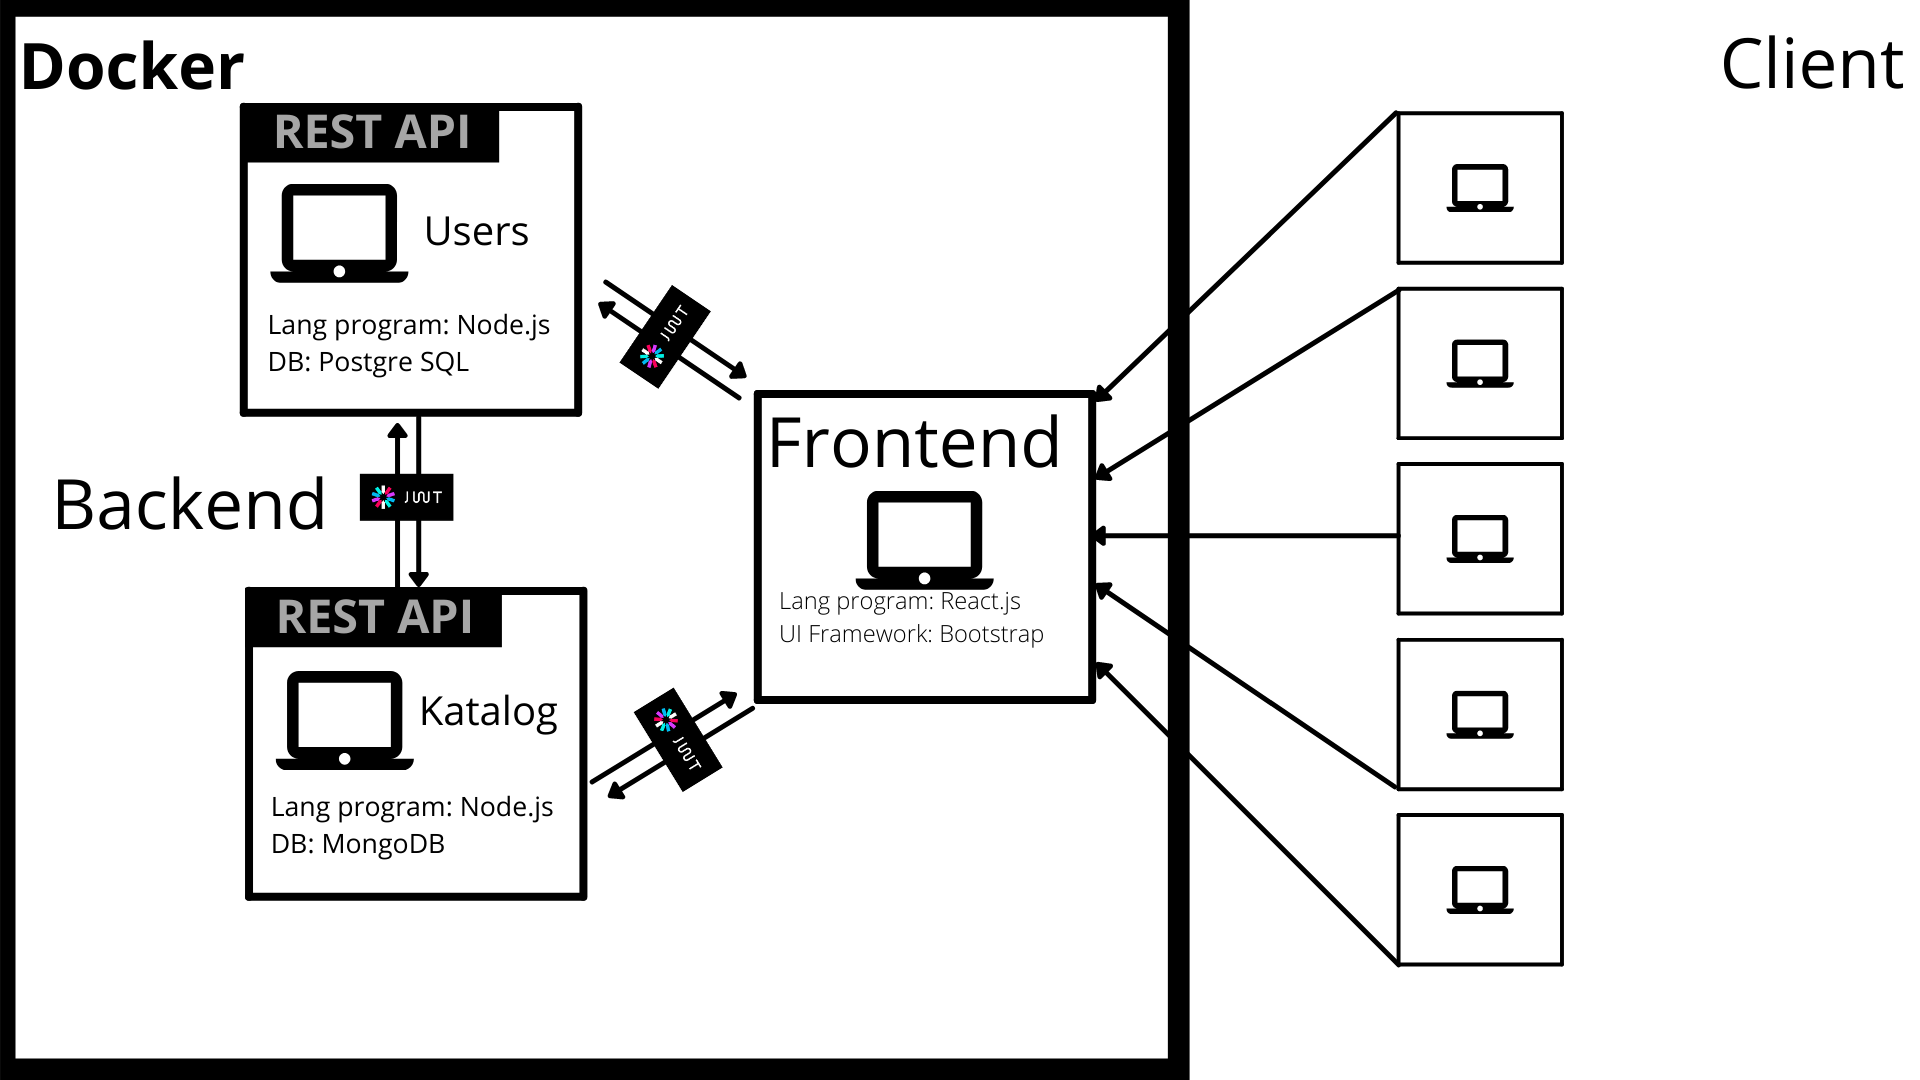 Docker
Client
REST API
Users
Lang program: Node.js
DB: Postgre SQL
JWT
Backend
JWT
Frontend
Lang program: React.js
UI Framework: Bootstrap
REST API
Katalog
JWT
Lang program: Node.js
DB: MongoDB